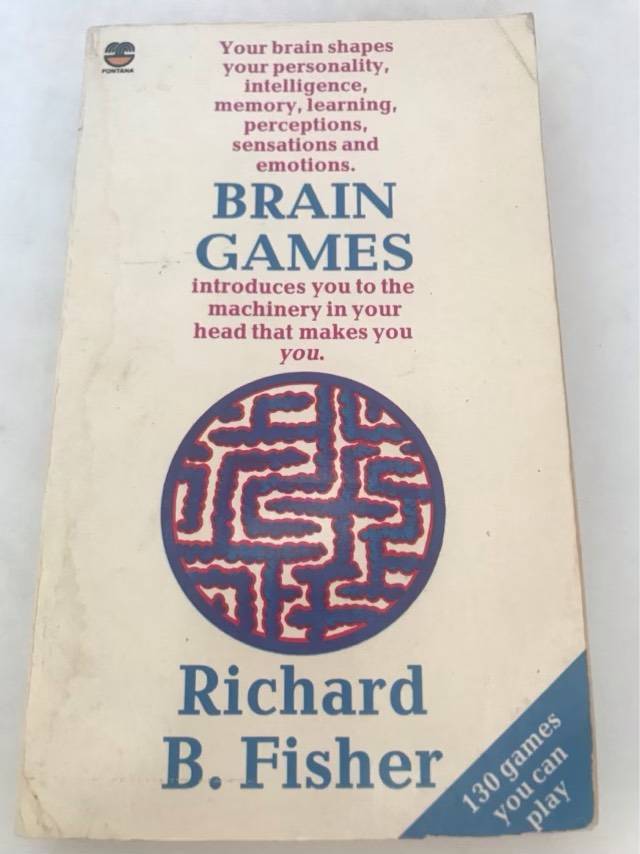 FONTANA
Your brain shapes
your personality,
intelligence,
memory, learning,
perceptions,
sensations and
emotions.
BRAIN
GAMES
introduces you to the
machinery in your
head that makes you
you.
Richard
B. Fisher
130 games
you can
play